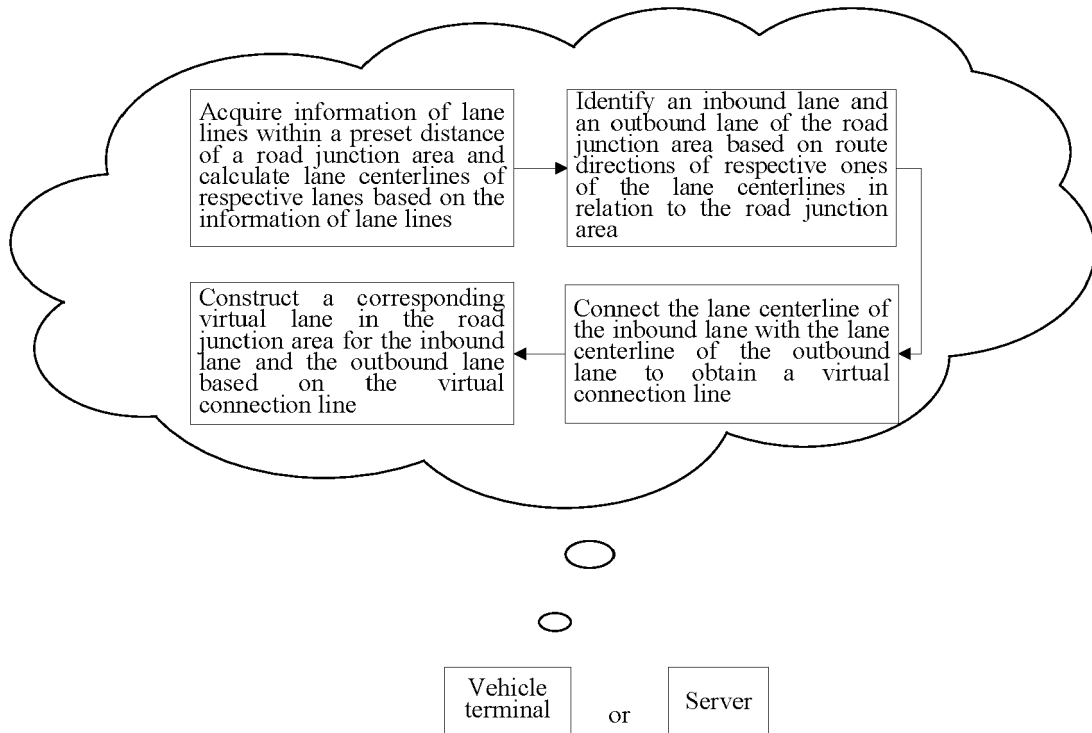 Acquire information of lane
lines within a preset distance
of a road junction area and
calculate lane centerlines of
respective lanes based on the
information of lane lines
Identify an inbound lane and
an outbound lane of the road
junction area based on route
directions of respective ones
of the lane centerlines in
relation to the road junction
area
Connect the lane centerline of
the inbound lane with the lane
centerline of the outbound
lane to obtain a virtual
connection line
Construct a corresponding
virtual lane in the road
junction area for the inbound
lane and the outbound lane
based on the virtual
connection line
Vehicle
terminal
or
Server